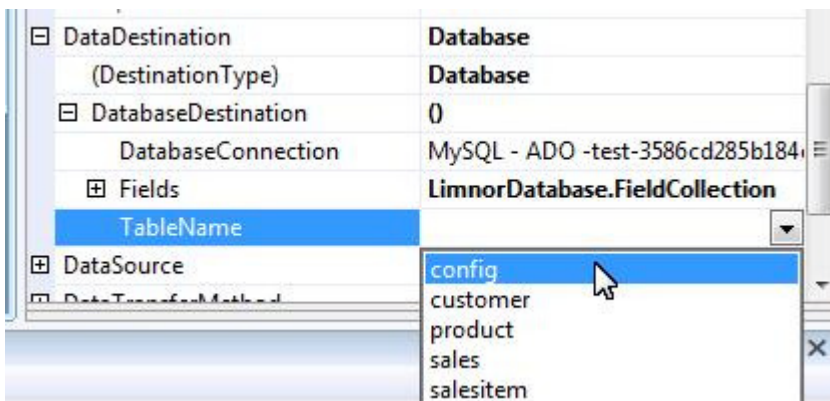 DataDestination Database
(DestinationType) Database
DatabaseDestination ()
DatabaseConnection MySQL - ADO -test-3586cd285b184
Fields LimnorDatabase.FieldCollection
TableName
DataSource config
DataTransferMethod
customer
product
sales
salesitem